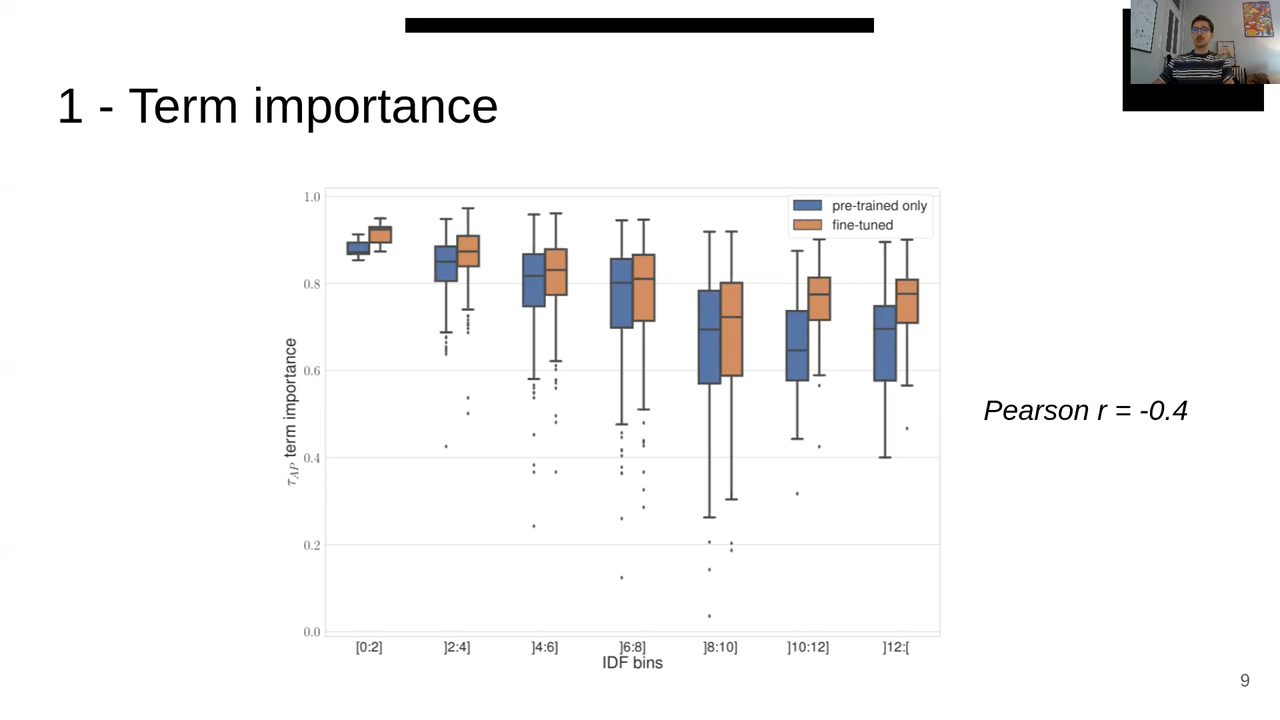 1 - Term importance
1.0
0.8
0.6
0.4
0.2
0.0
τAP term importance
pre-trained only
fine-tuned
[0:2] ]2:4] ]4:6] ]6:8] ]8:10] ]10:12] ]12:[
IDF bins
Pearson r = -0.4
9